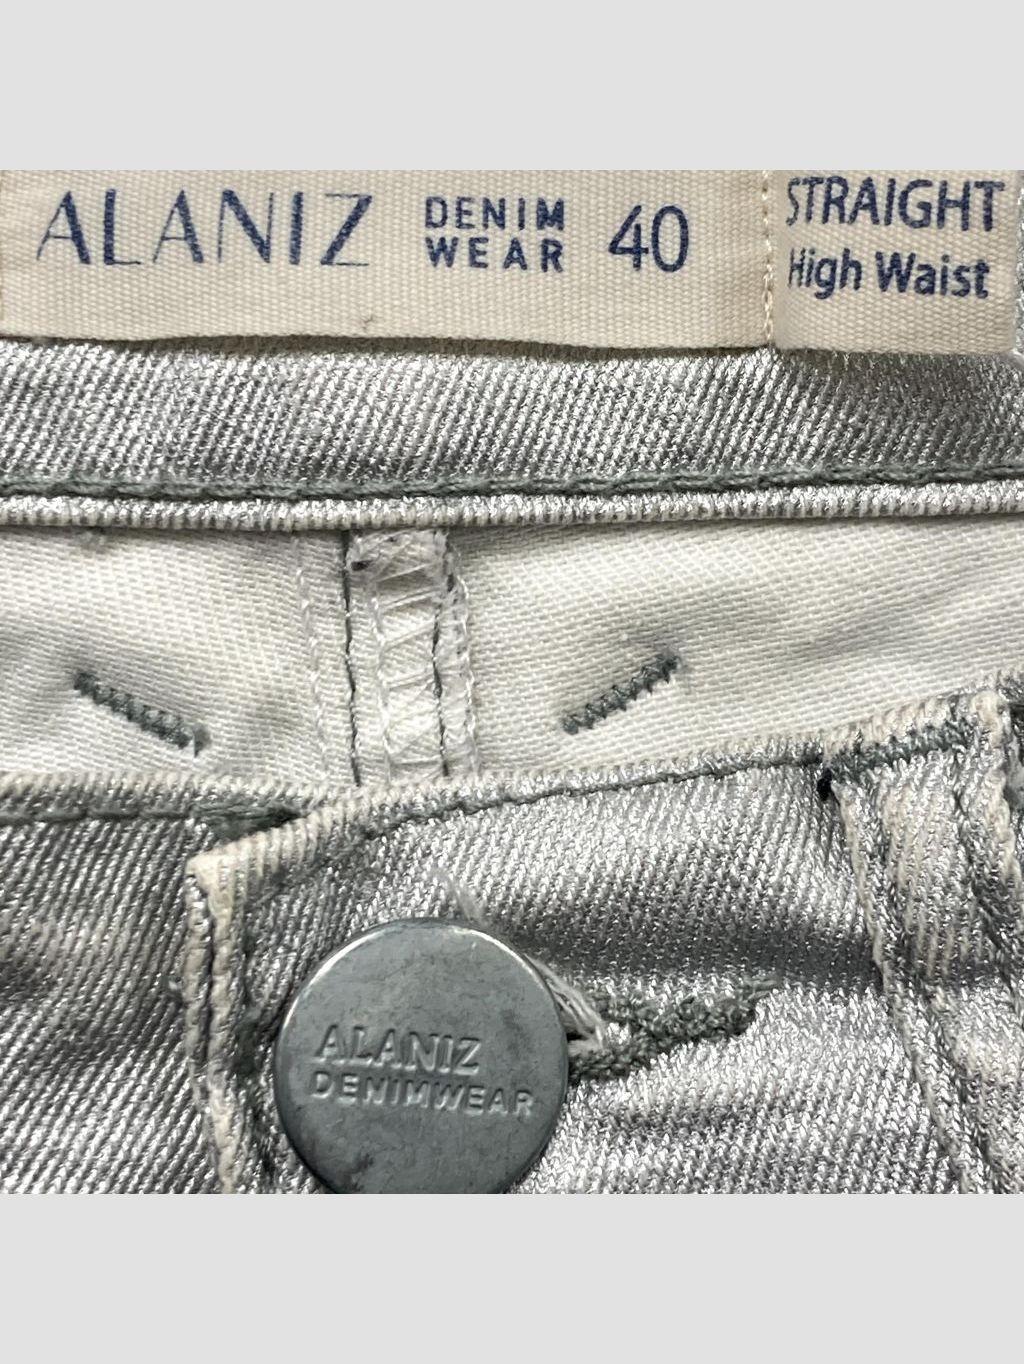 ALANIZ DENIM WEAR 40
STRAIGHT
High Waist
ALANIZ
DENIMWEAR